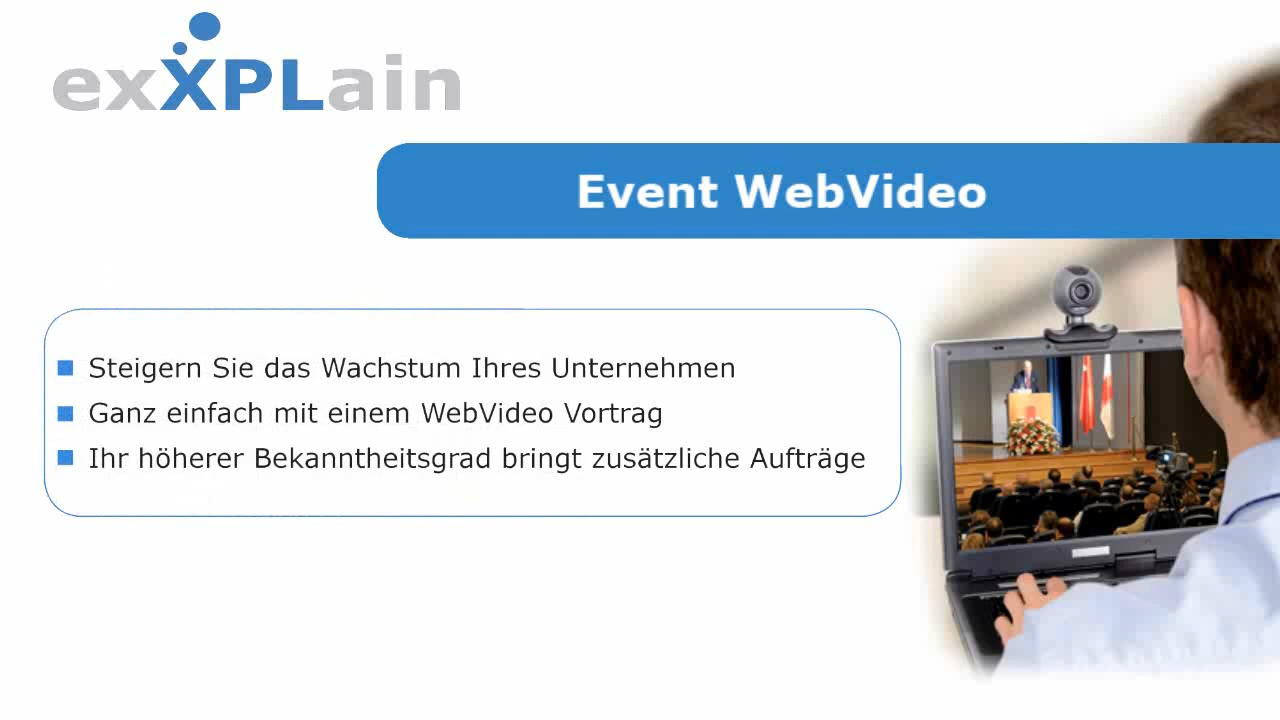 exXPLain
Event WebVideo
Steigern Sie das Wachstum Ihres Unternehmen
Ganz einfach mit einem WebVideo Vortrag
Ihr höherer Bekanntheitsgrad bringt zusätzliche Aufträge